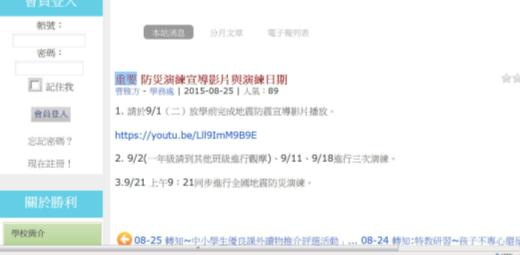 會員登入
帳號：
密碼：
記住我
會員登入
忘記密碼？
現在註冊！
關於勝利
學校簡介
本站消息 分月文章 電子報列表
重要 防災演練宣導影片與演練日期
曹雅方 - 學務處 | 2015-08-25 | 人氣：89
1. 請於9/1（二）放學前完成地震防震宣導影片播放。
https://youtu.be/Lll9ImM9B9E
2. 9/2(一年級請到其他班級進行觀摩)、9/11、9/18進行三次演練。
3.9/21 上午9：21同步進行全國地震防災演練。
08-25 轉知~中小學生優良課外讀物推介評選活動」... 08-24 轉知:特教研習~孩子不專心